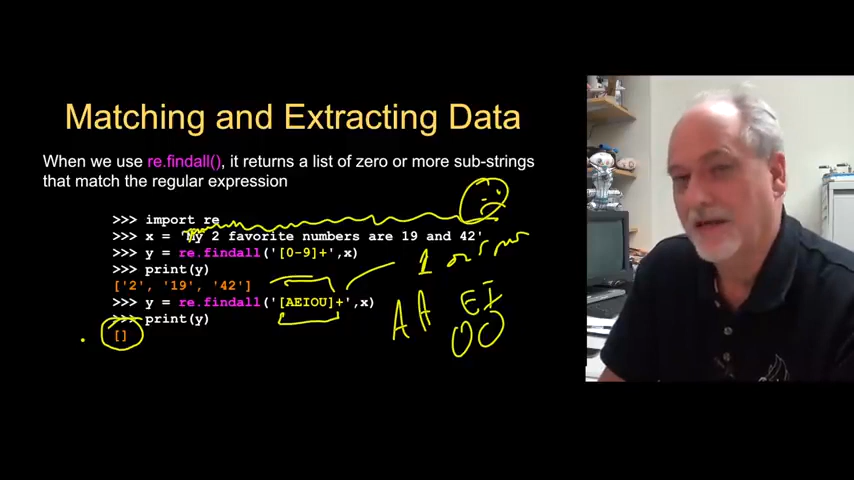 Matching and Extracting Data
When we use re.findall(), it returns a list of zero or more sub-strings
that match the regular expression
>>> import re
>>> x = 'My 2 favorite numbers are 19 and 42'
>>> y = re.findall('[0-9]+',x)
>>> print(y)
['2', '19', '42']
>>> y = re.findall('[AEIOU]+',x)
>>> print(y)
[]
1 or
AA EI
OO